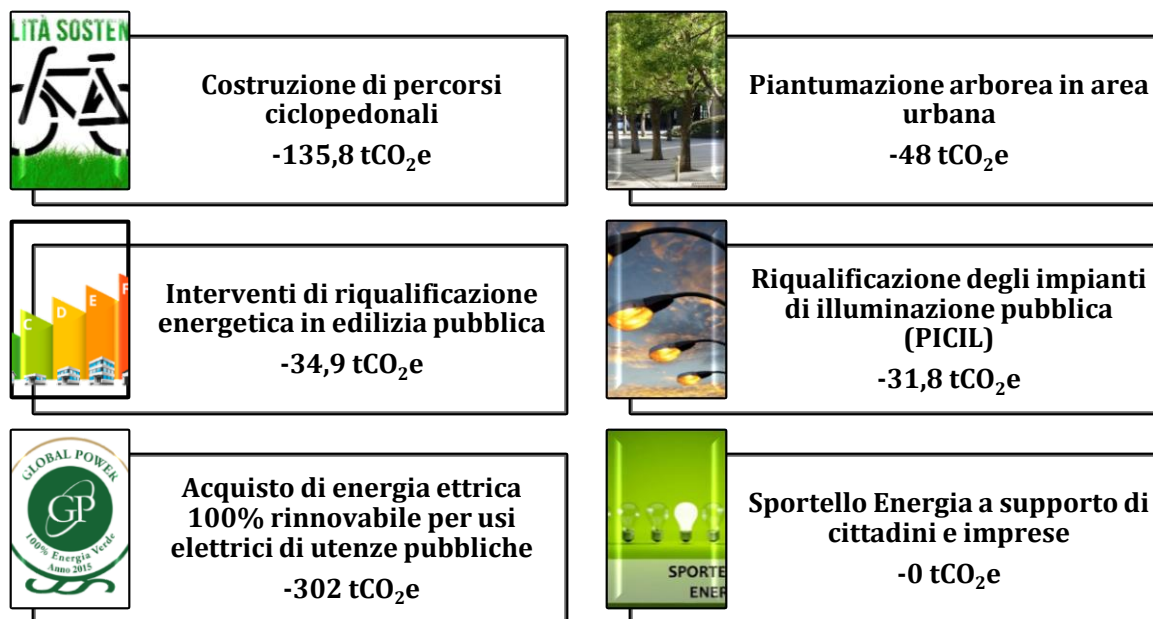 LITÀ SOSTEN
Costruzione di percorsi
ciclopedonali
-135,8 tCO₂e
Piantumazione arborea in area
urbana
-48 tCO₂e
C D E F
Interventi di riqualificazione
energetica in edilizia pubblica
-34,9 tCO₂e
Riqualificazione degli impianti
di illuminazione pubblica
(PICIL)
-31,8 tCO₂e
GLOBAL POWER
GP
100% Energia Verde
Anno 2015
Acquisto di energia ettrica
100% rinnovabile per usi
elettrici di utenze pubbliche
-302 tCO₂e
SPORTE
ENER
Sportello Energia a supporto di
cittadini e imprese
-0 tCO₂e